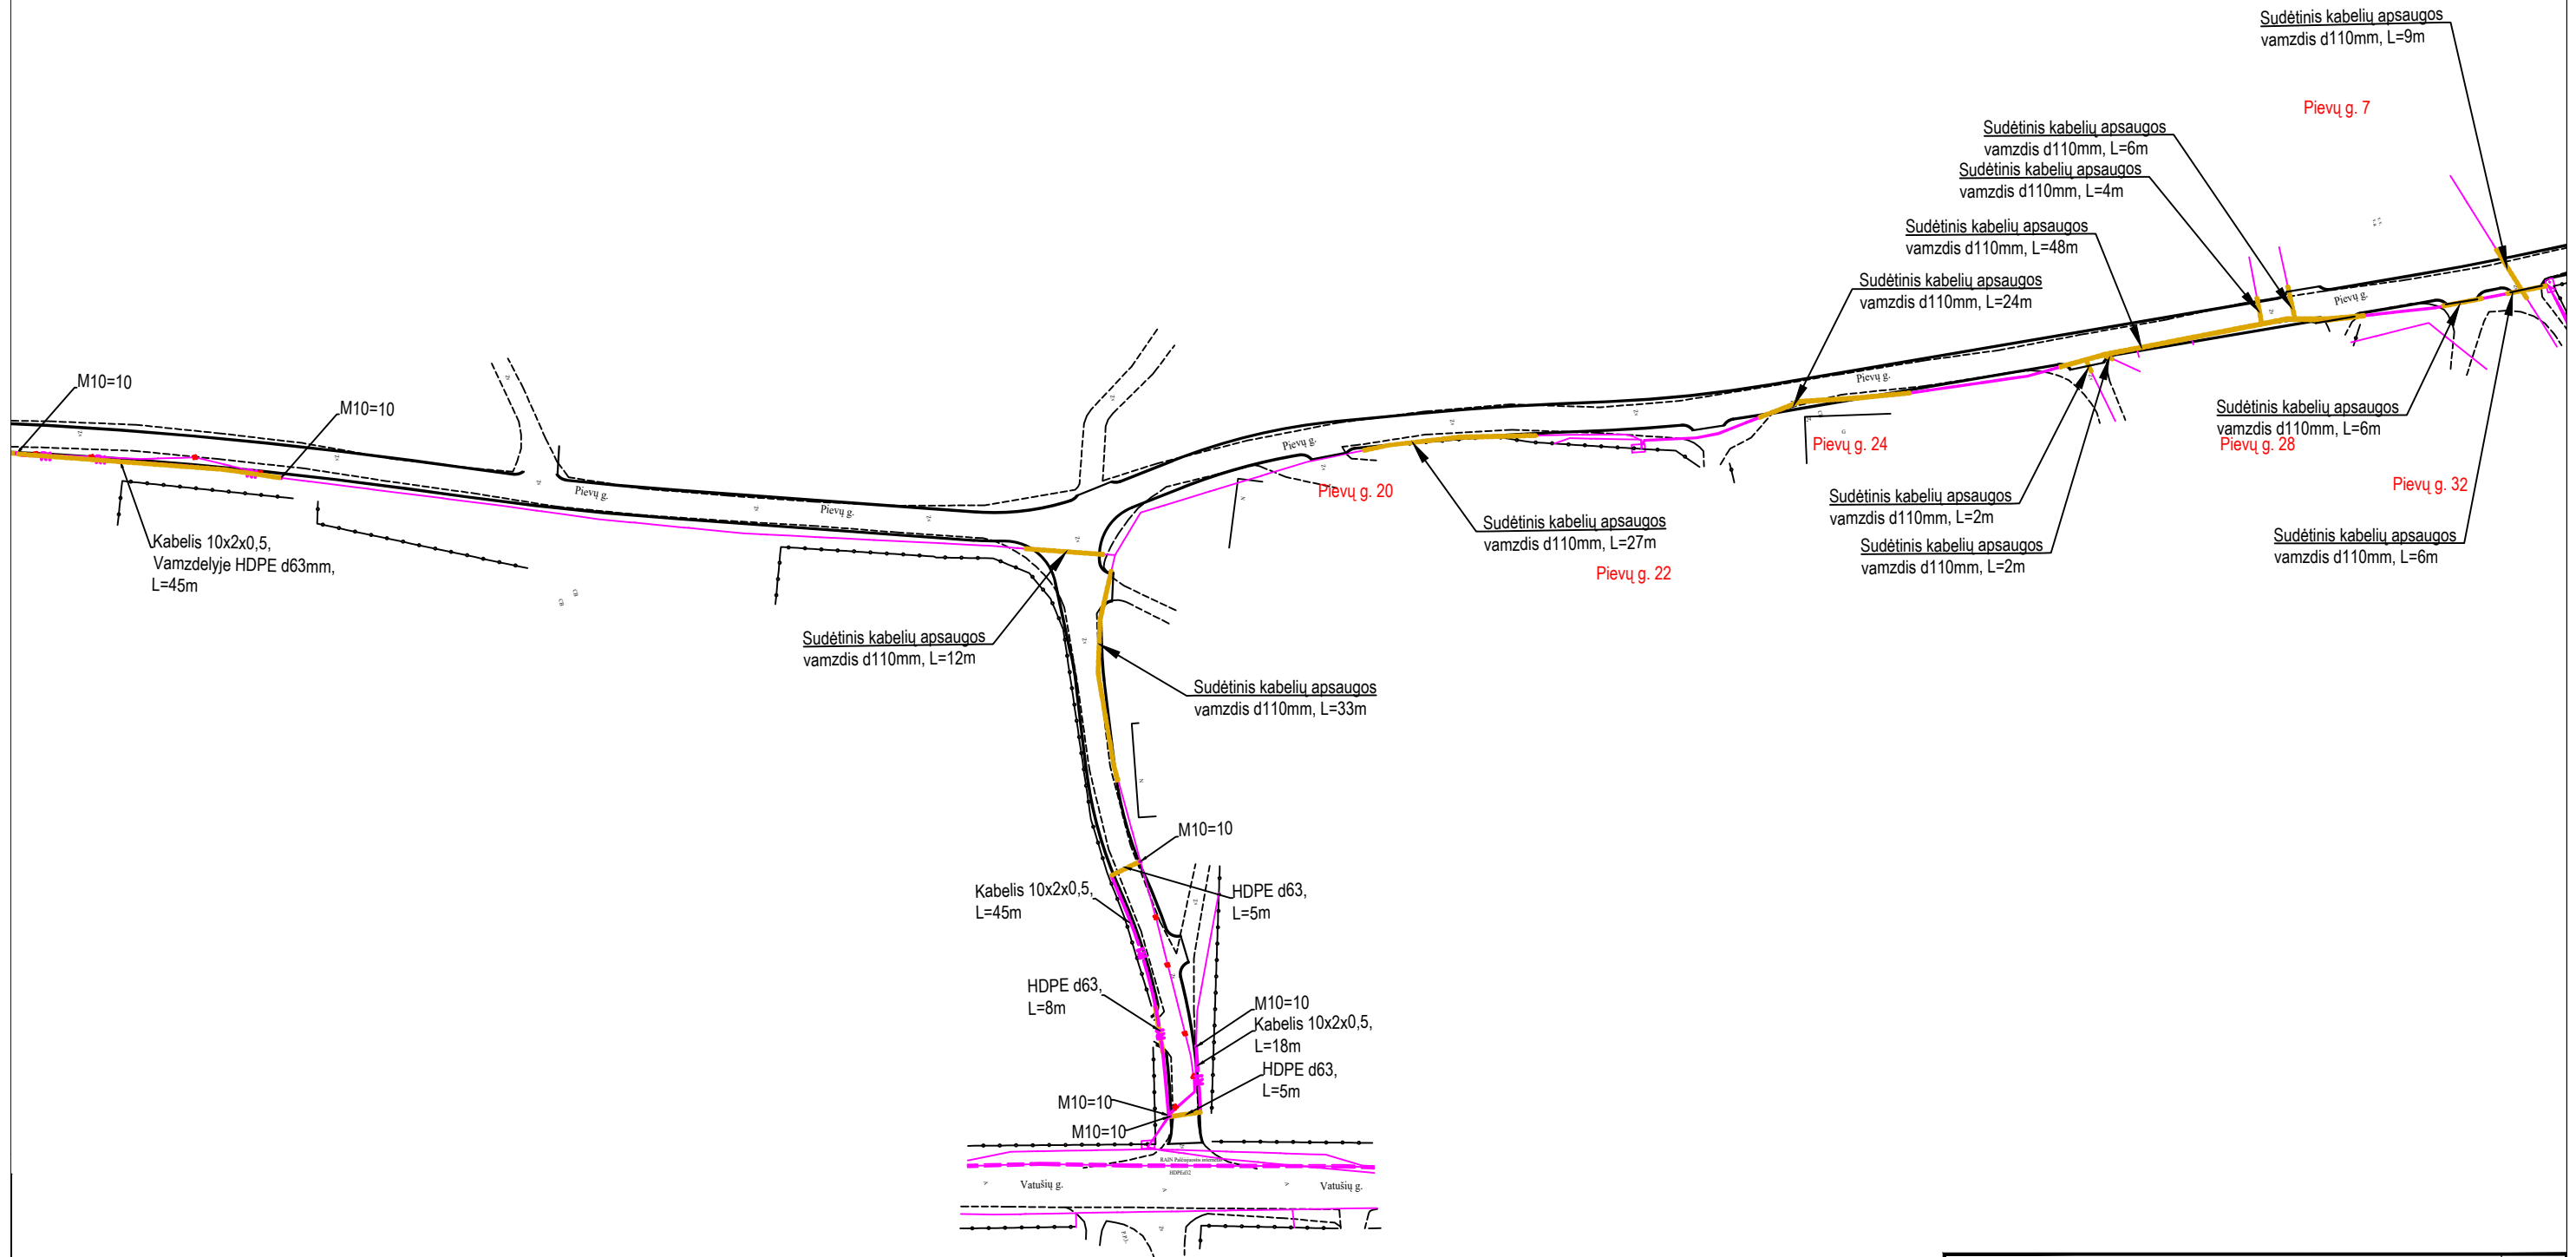 Sudėtinis kabelių apsaugos
vamzdis d110mm, L=9m
Pievų g. 7
Sudėtinis kabelių apsaugos
vamzdis d110mm, L=6m
Sudėtinis kabelių apsaugos
vamzdis d110mm, L=4m
Sudėtinis kabelių apsaugos
vamzdis d110mm, L=48m
Sudėtinis kabelių apsaugos
vamzdis d110mm, L=24m
Pievų g.
Pievų g.
M10=10
M10=10
Pievų g.
Pievų g.
Pievų g.
Pievų g. 20
Pievų g. 24
Sudėtinis kabelių apsaugos
vamzdis d110mm, L=6m
Pievų g. 28
Pievų g. 32
Sudėtinis kabelių apsaugos
vamzdis d110mm, L=2m
Sudėtinis kabelių apsaugos
vamzdis d110mm, L=27m
Sudėtinis kabelių apsaugos
vamzdis d110mm, L=2m
Sudėtinis kabelių apsaugos
vamzdis d110mm, L=6m
Pievų g. 22
Kabelis 10x2x0,5,
Vamzdelyje HDPE d63mm,
L=45m
Sudėtinis kabelių apsaugos
vamzdis d110mm, L=12m
Sudėtinis kabelių apsaugos
vamzdis d110mm, L=33m
M10=10
Kabelis 10x2x0,5,
L=45m
HDPE d63,
L=5m
HDPE d63,
L=8m
M10=10
Kabelis 10x2x0,5,
L=18m
HDPE d63,
L=5m
M10=10
M10=10
HDPEd32
Vatušių g.
Vatušių g.